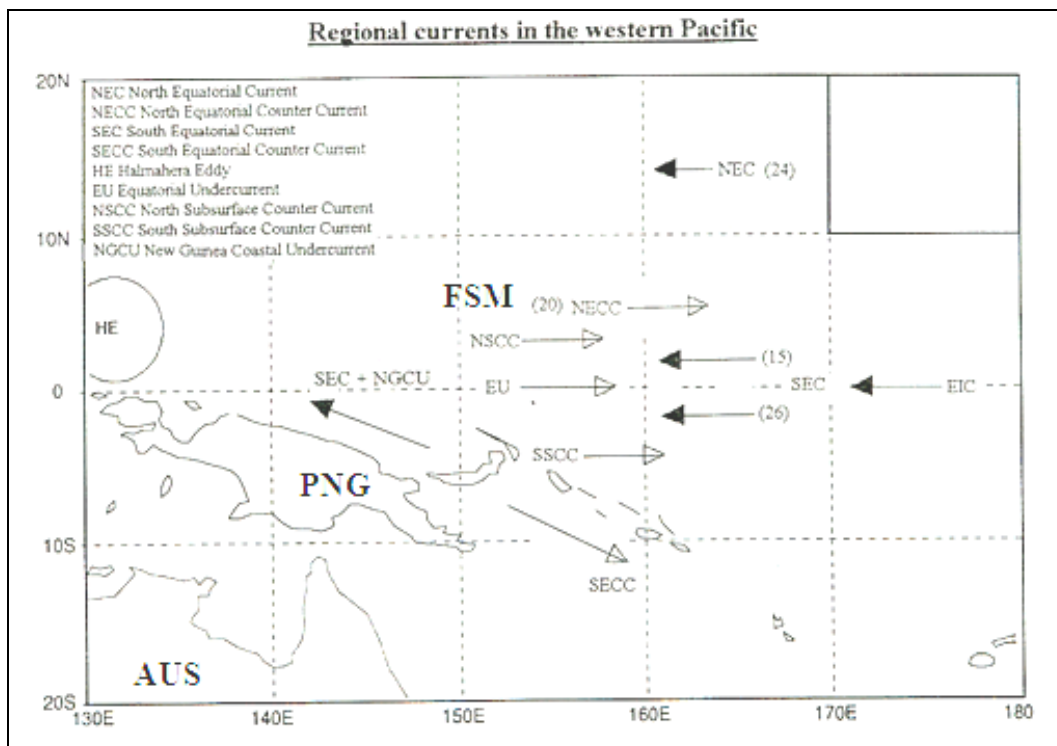 Regional currents in the western Pacific
20N
NEC North Equatorial Current
NECC North Equatorial Counter Current
SEC South Equatorial Current
SECC South Equatorial Counter Current
HE Halmahera Eddy
EU Equatorial Undercurrent
NSCC North Subsurface Counter Current
SSCC South Subsurface Counter Current
NGCU New Guinea Coastal Undercurrent
NEC (24)
10N
FSM (20) NECC
HE
NSCC
(15)
SEC + NGCU
0
EU
SEC
EIC
(26)
SSCC
PNG
10S
SECC
AUS
20S
130E 140E 150E 160E 170E 180